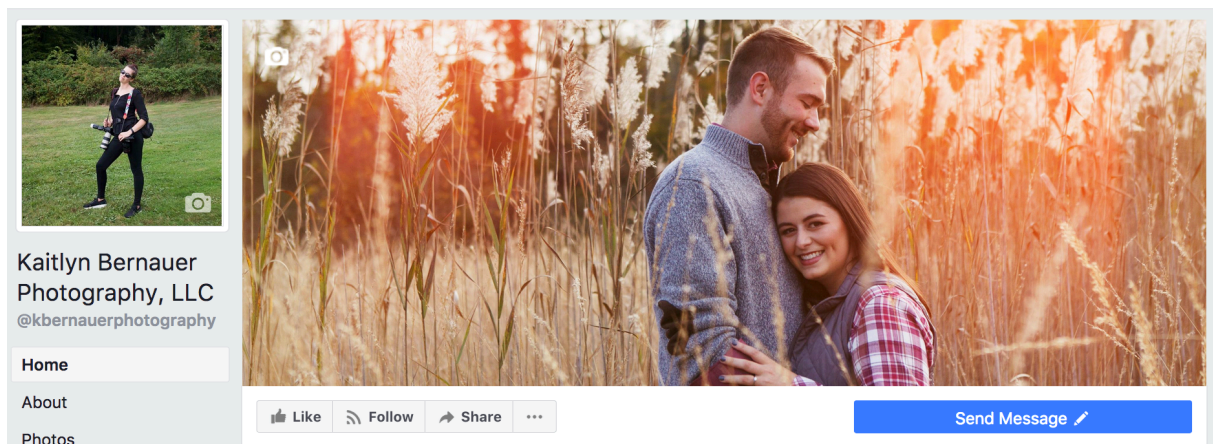 Kaitlyn Bernauer
Photography, LLC
@kbernauerphotography
Home
About
Photos
Like
Follow
Share
Send Message